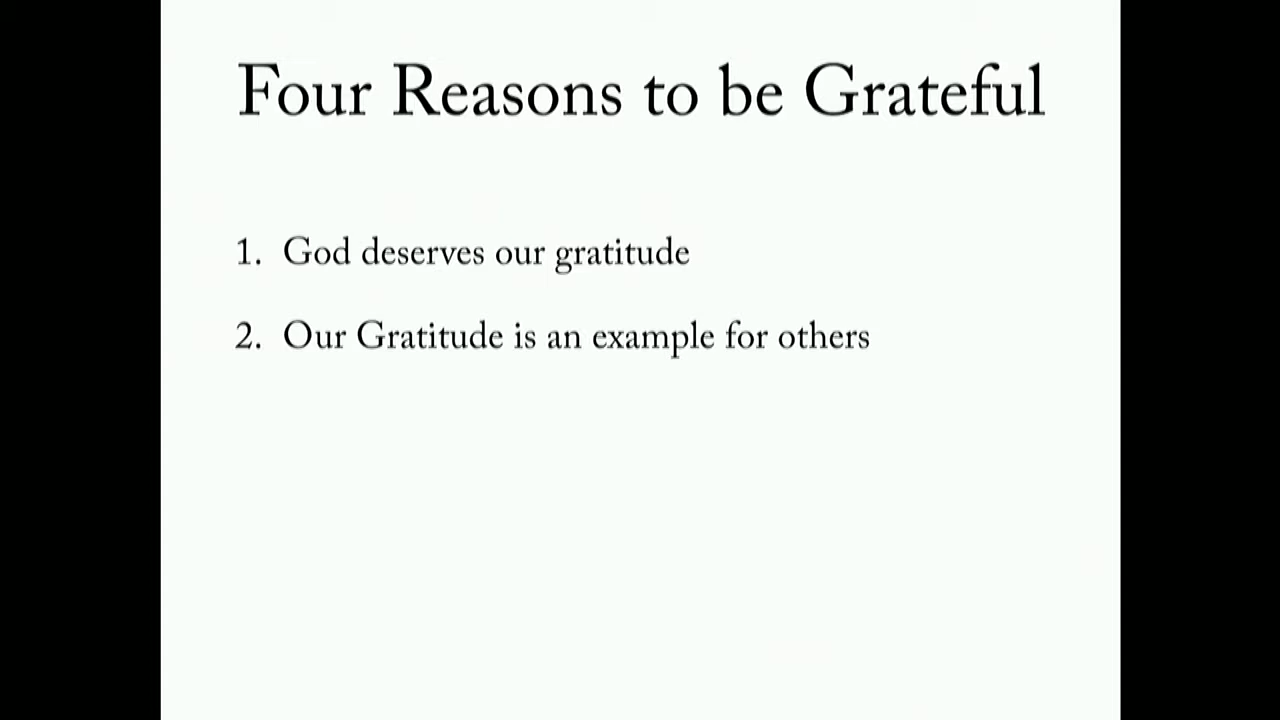 Four Reasons to be Grateful
1. God deserves our gratitude
2. Our Gratitude is an example for others